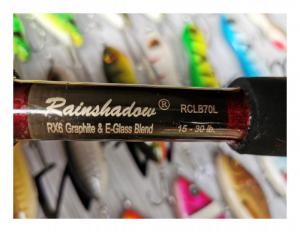 Rainshadow® RCLB70L
RX6 Graphite & E-Glass Blend 15 - 30 lb.